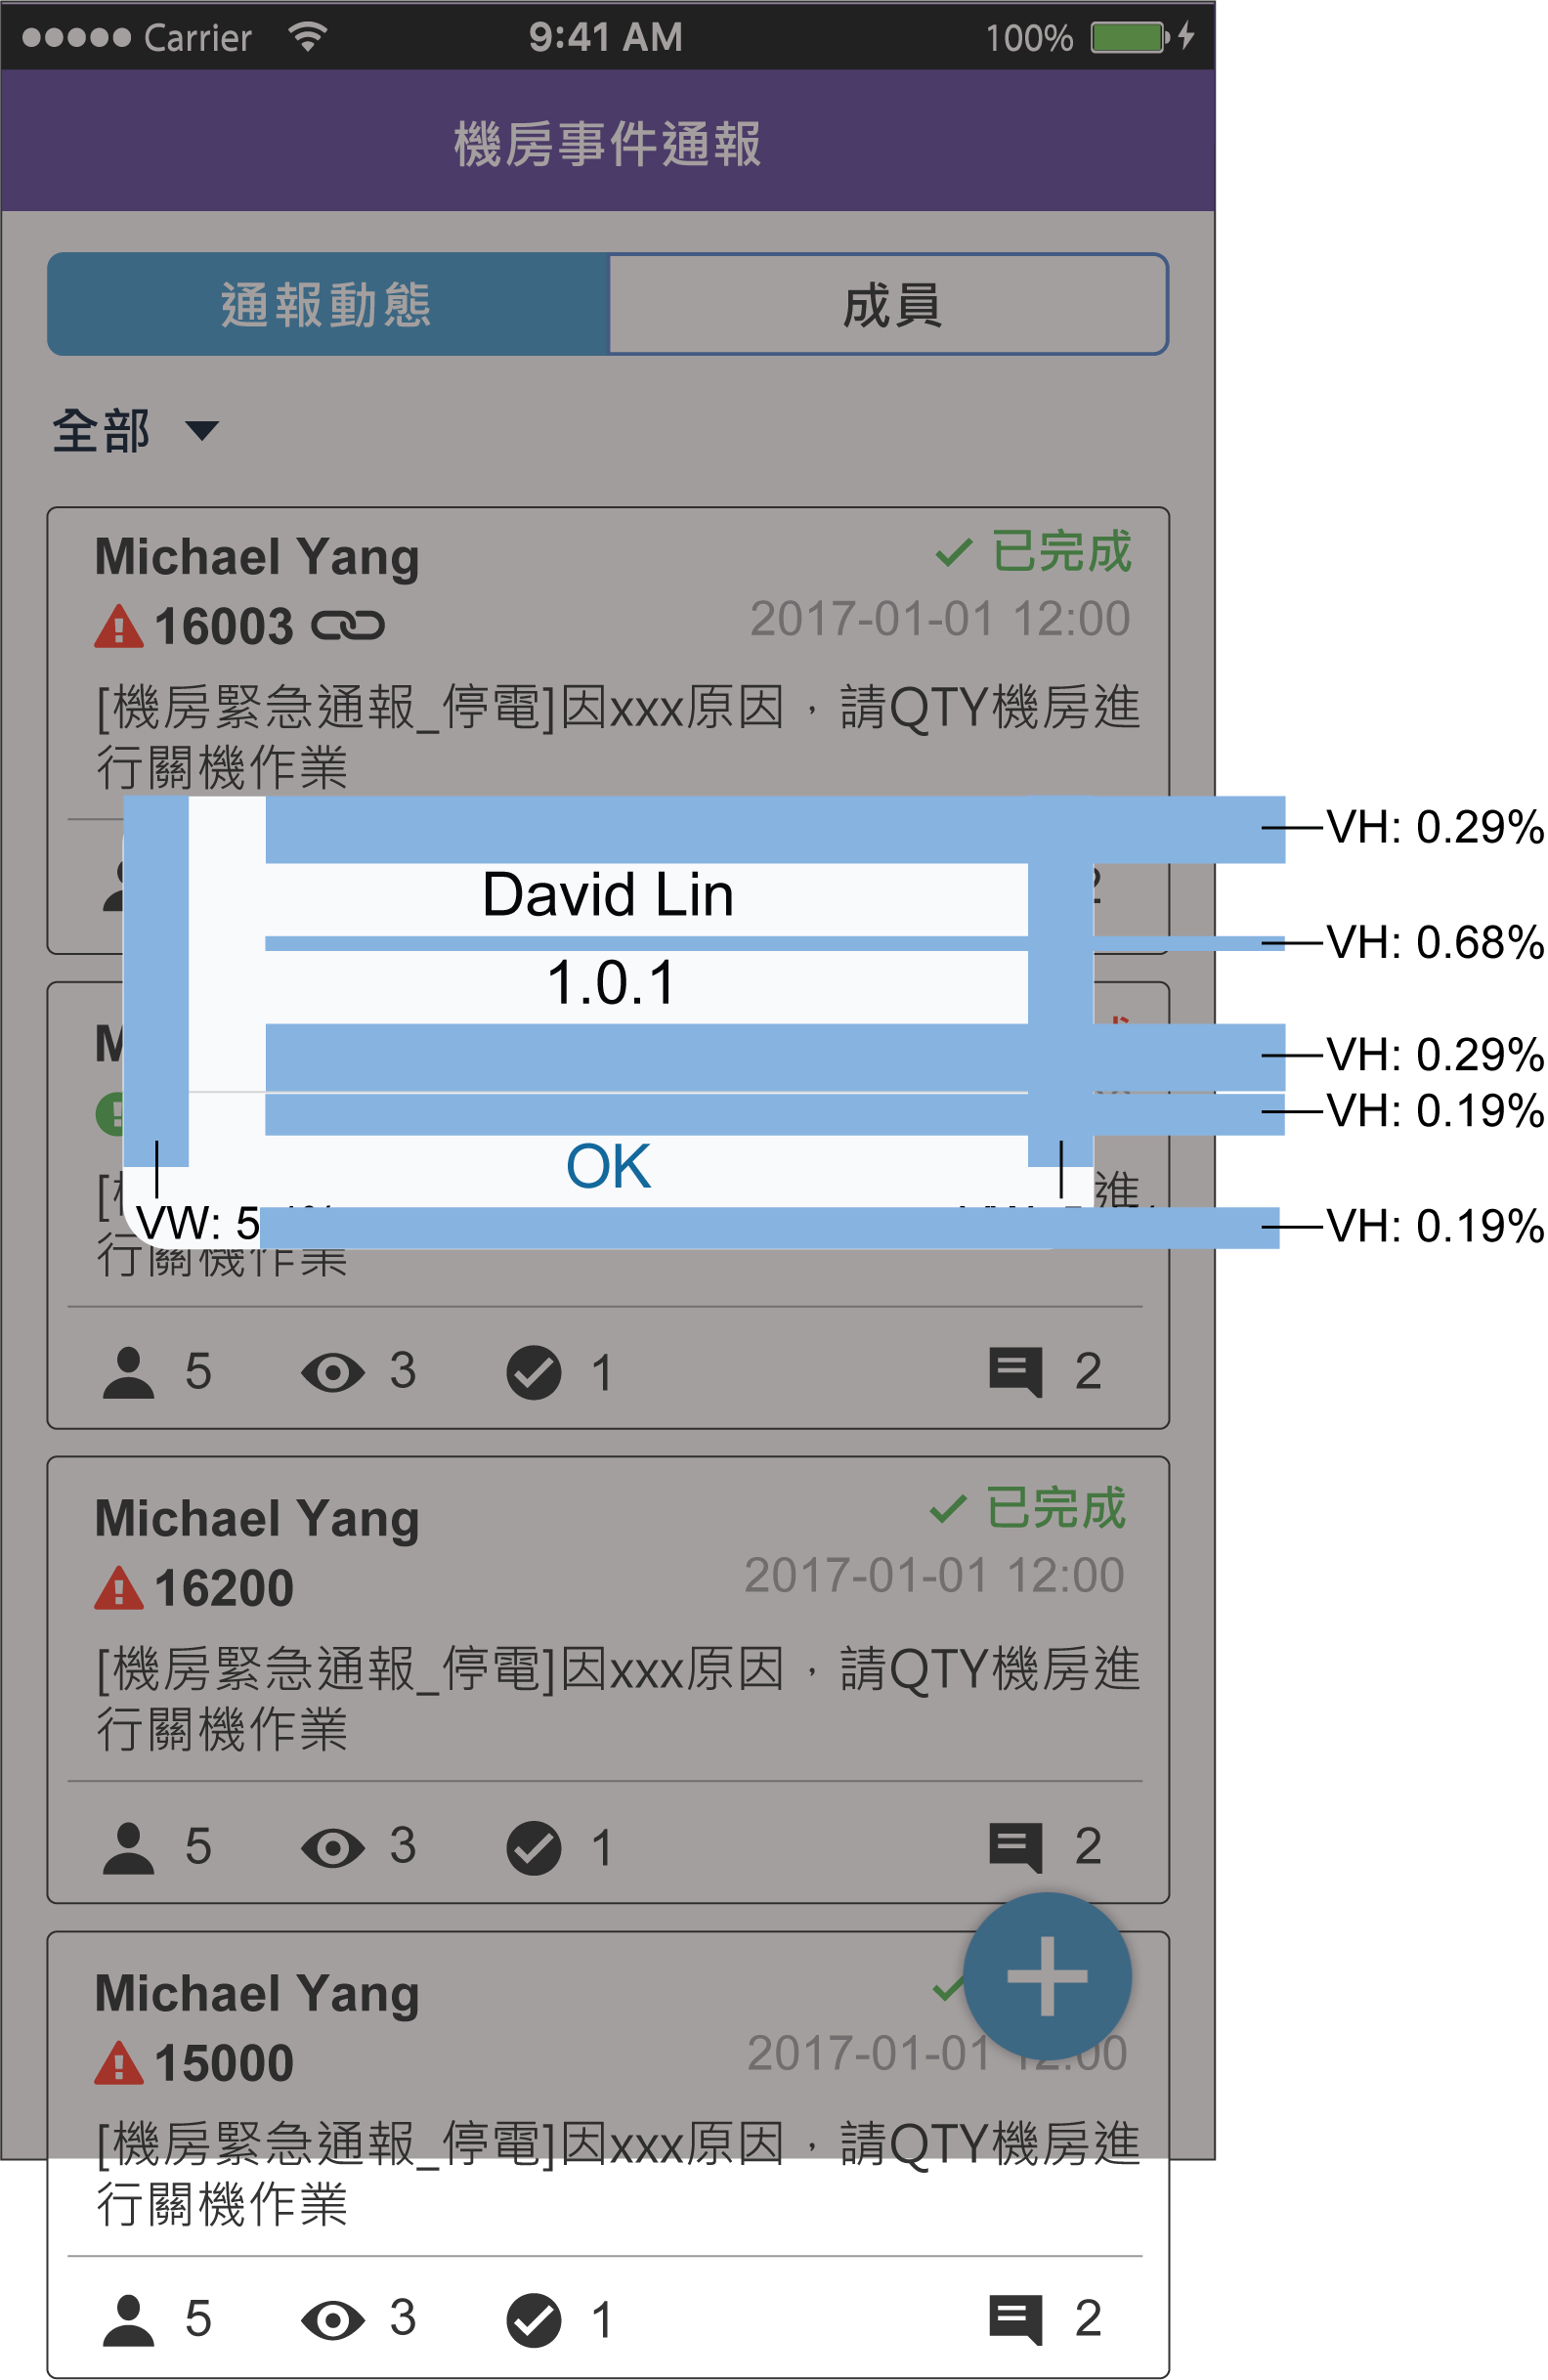 Carrier 9:41 AM 100%
機房事件通報
通報動態 成員
全部
Michael Yang 已完成
16003 2017-01-01 12:00
[機房緊急通報_停電]因xxx原因，請QTY機房進
行關機作業
VH: 0.29%
David Lin
2
VH: 0.68%
1.0.1
M
VH: 0.29%
VH: 0.19%
OK
[ 進
VW: 5
VH: 0.19%
行關機作業
5 3 1 2
Michael Yang 已完成
16200 2017-01-01 12:00
[機房緊急通報_停電]因xxx原因，請QTY機房進
行關機作業
5 3 1 2
Michael Yang
15000 2017-01-01 12:00
[機房緊急通報_停電]因xxx原因，請QTY機房進
行關機作業
5 3 1 2